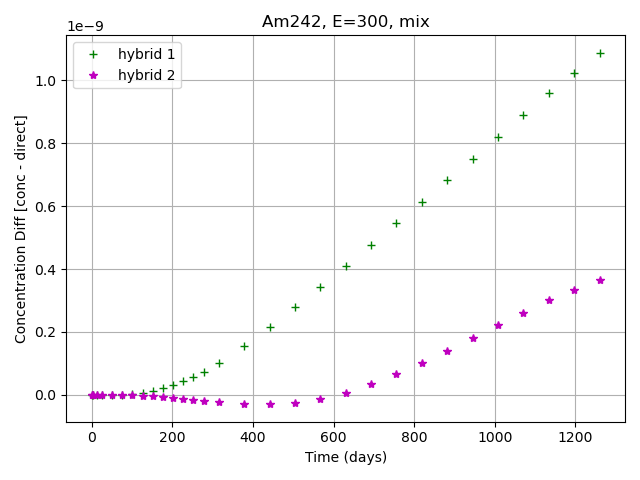 Am242, E=300, mix
1e−9
hybrid 1
hybrid 2
1.0
0.8
0.6
0.4
0.2
0.0
Concentration Diff [conc - direct]
0 200 400 600 800 1000 1200
Time (days)